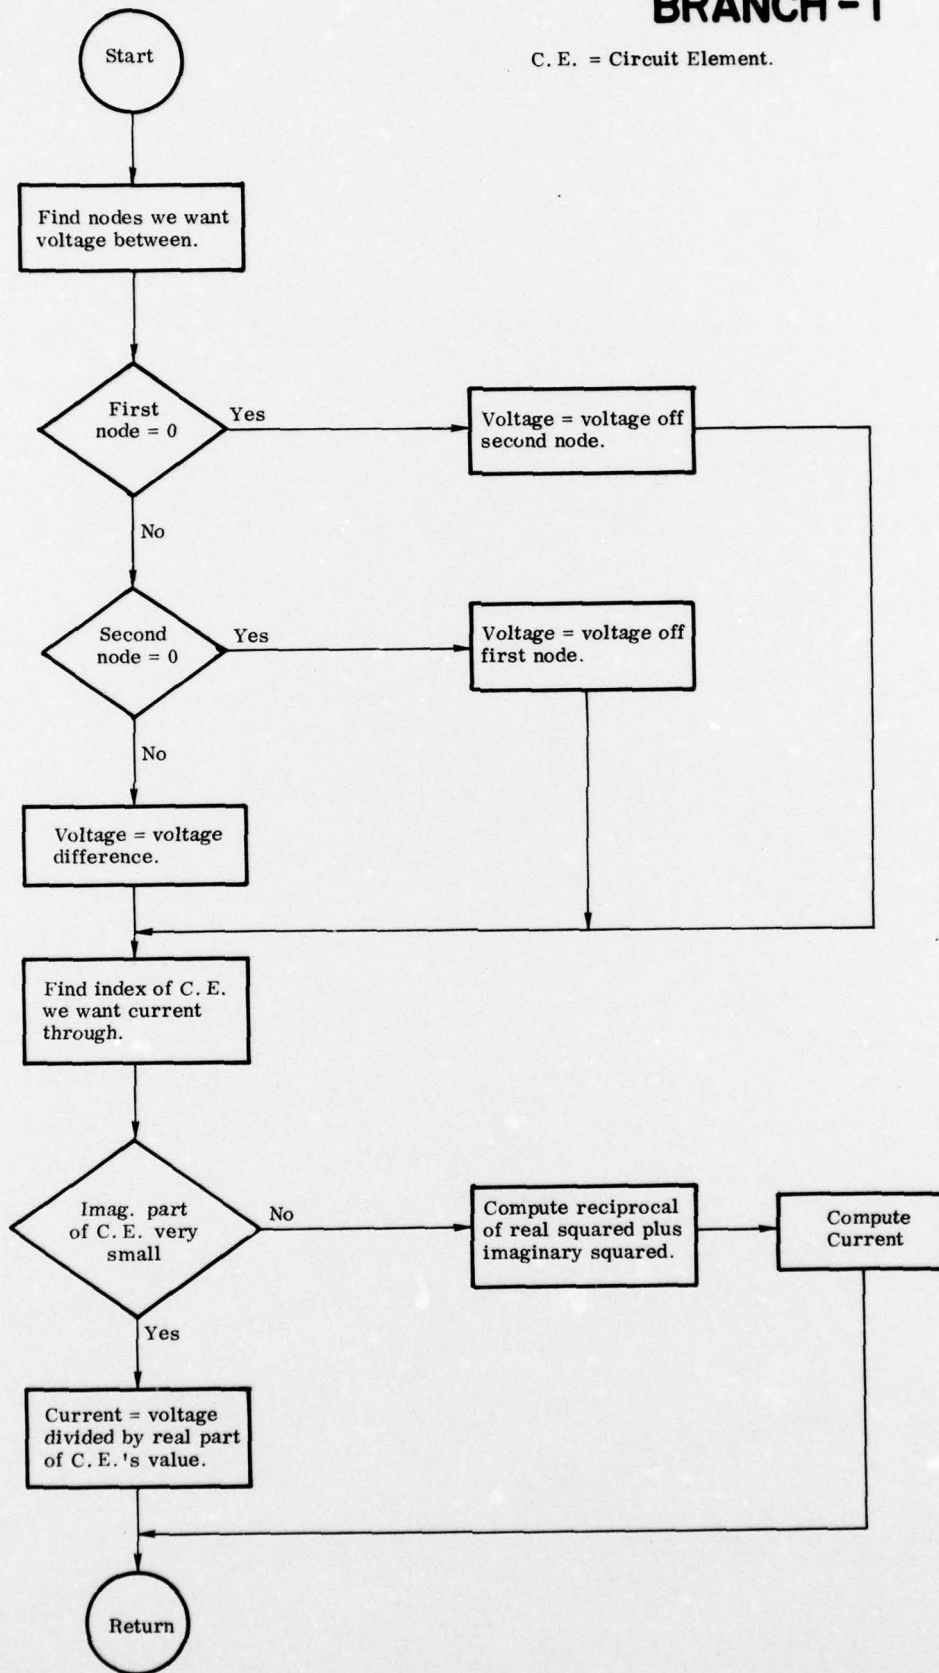 BRANCH - 1
C. E. = Circuit Element.
Start
Find nodes we want
voltage between.
First
node = 0
Yes
Voltage = voltage off
second node.
No
Second
node = 0
Yes
Voltage = voltage off
first node.
No
Voltage = voltage
difference.
Find index of C. E.
we want current
through.
Imag. part
of C. E. very
small
No
Compute reciprocal
of real squared plus
imaginary squared.
Compute
Current
Yes
Current = voltage
divided by real part
of C. E. 's value.
Return